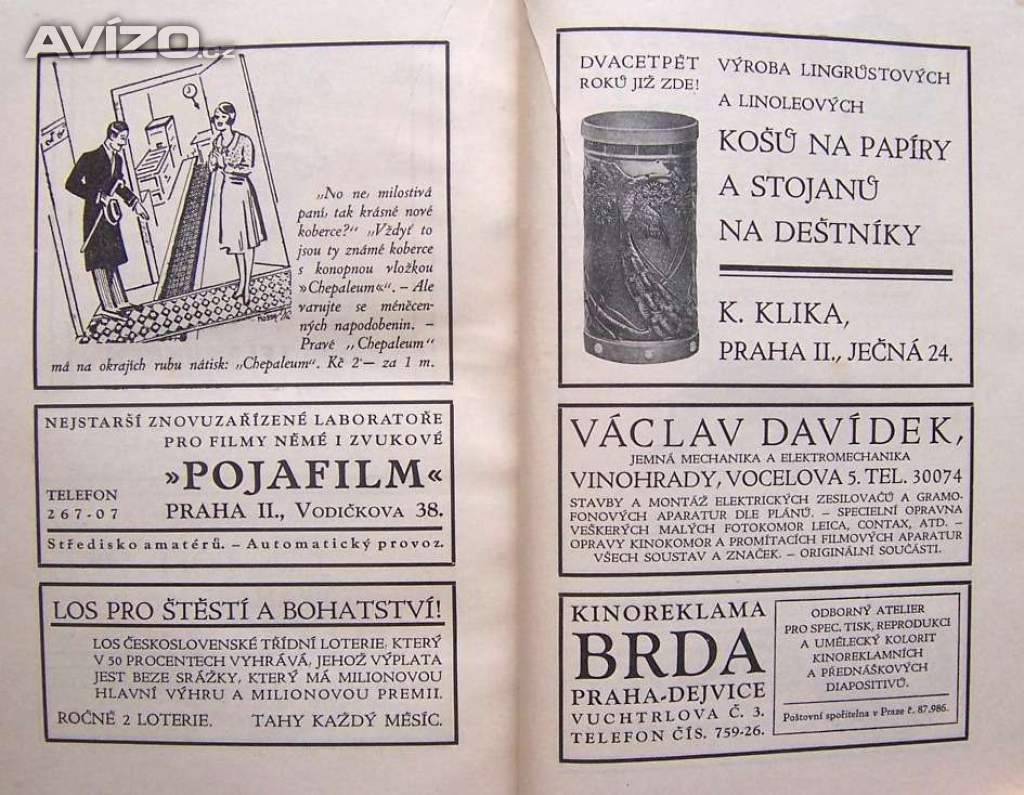 AVÍZO.cz
„No ne, milostivá
paní, tak krásné nové
koberce?“ „Vždyť to
jsou ty známé koberce
s konopnou vložkou
»Chepaleum«“. – Ale
varujte se méněcen-
ných napodobenin. –
Pravé „Chepaleum“
má na okrajích rubu nátisk: „Chepaleum“. Kč 2·— za 1 m.
NEJSTARŠÍ ZNOVUZAŘÍZENÉ LABORATOŘE
PRO FILMY NĚMÉ I ZVUKOVÉ
»POJAFILM«
TELEFON
267-07
PRAHA II., VODIČKOVA 38.
Středisko amatérů. – Automatický provoz.
LOS PRO ŠTĚSTÍ A BOHATSTVÍ!
LOS ČESKOSLOVENSKÉ TŘÍDNÍ LOTERIE, KTERÝ
V 50 PROCENTECH VYHRÁVÁ, JEHOŽ VÝPLATA
JEST BEZE SRÁŽKY, KTERÝ MÁ MILIONOVOU
HLAVNÍ VÝHRU A MILIONOVOU PREMII.
ROČNĚ 2 LOTERIE. TAHY KAŽDÝ MĚSÍC.
DVACETPĚT
ROKŮ JIŽ ZDE!
VÝROBA LINGRŮSTOVÝCH
A LINOLEOVÝCH
KOŠŮ NA PAPÍRY
A STOJANŮ
NA DEŠTNÍKY
K. KLIKA,
PRAHA II., JEČNÁ 24.
VÁCLAV DAVÍDEK,
JEMNÁ MECHANIKA A ELEKTROMECHANIKA
VINOHRADY, VOCELOVA 5. TEL. 30074
STAVBY A MONTÁŽ ELEKTRICKÝCH ZESILOVAČŮ A GRAMO-
FONOVÝCH APARATUR DLE PLÁNŮ. – SPECIELNÍ OPRAVNA
VEŠKERÝCH MALÝCH FOTOKOMOR LEICA, CONTAX, ATD. –
OPRAVY KINOKOMOR A PROMÍTACÍCH FILMOVÝCH APARATUR
VŠECH SOUSTAV A ZNAČEK. – ORIGINÁLNÍ SOUČÁSTI.
KINOREKLAMA
BRDA
PRAHA-DEJVICE
VUCHTRLOVA Č. 3.
TELEFON ČÍS. 759-26.
ODBORNÝ ATELIER
PRO SPEC. TISK, REPRODUKCI
A UMĚLECKÝ KOLORIT
KINOREKLAMNÍCH
A PŘEDNÁŠKOVÝCH
DIAPOSITIVŮ.
Poštovní spořitelna v Praze č. 87.986.